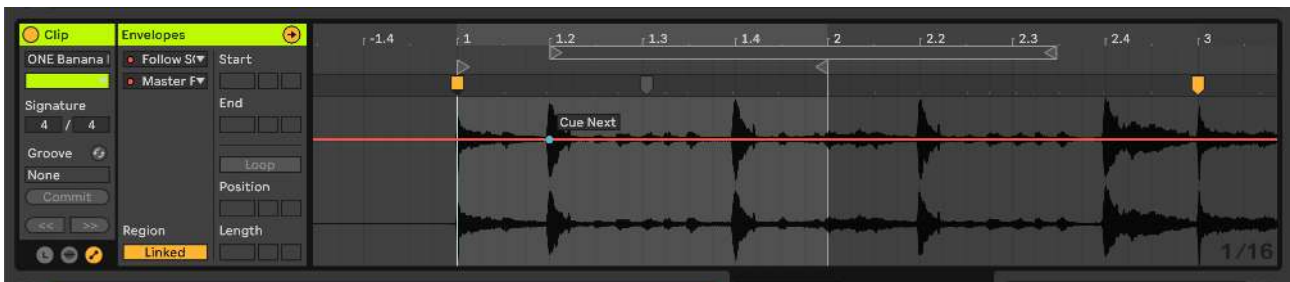 Clip
Envelopes
ONE Banana
Follow S(
Start
Master F
Signature
End
4 / 4
Groove
Loop
None
Position
Commit
<< >>
Region
Length
Linked
-1.4 1 1.2 1.3 1.4 2 2.2 2.3 2.4 3
Cue Next
1/16